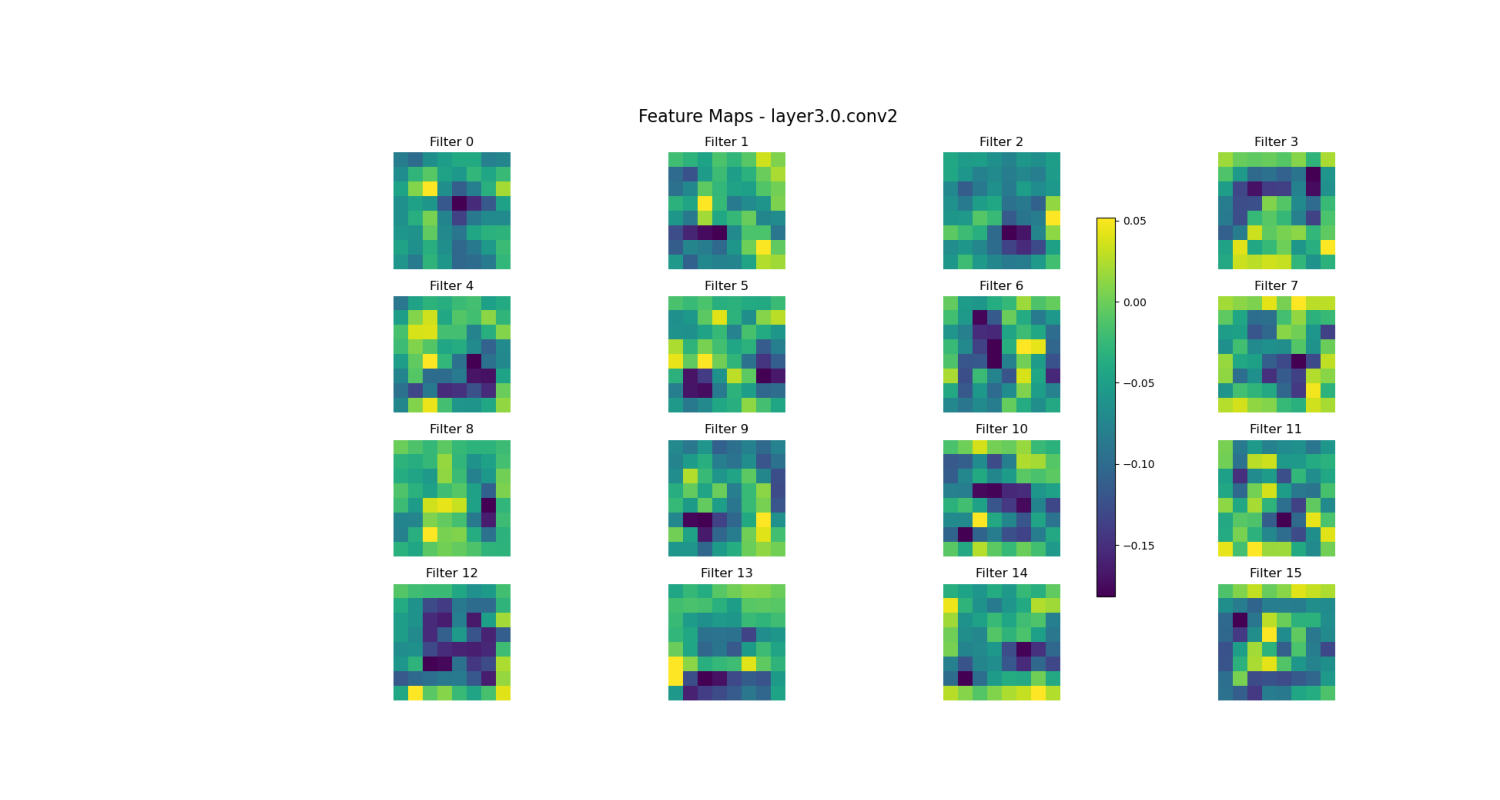 Feature Maps - layer3.0.conv2
Filter 0
Filter 1
Filter 2
Filter 3
Filter 4
Filter 5
Filter 6
Filter 7
Filter 8
Filter 9
Filter 10
Filter 11
Filter 12
Filter 13
Filter 14
Filter 15
0.05
0.00
−0.05
−0.10
−0.15